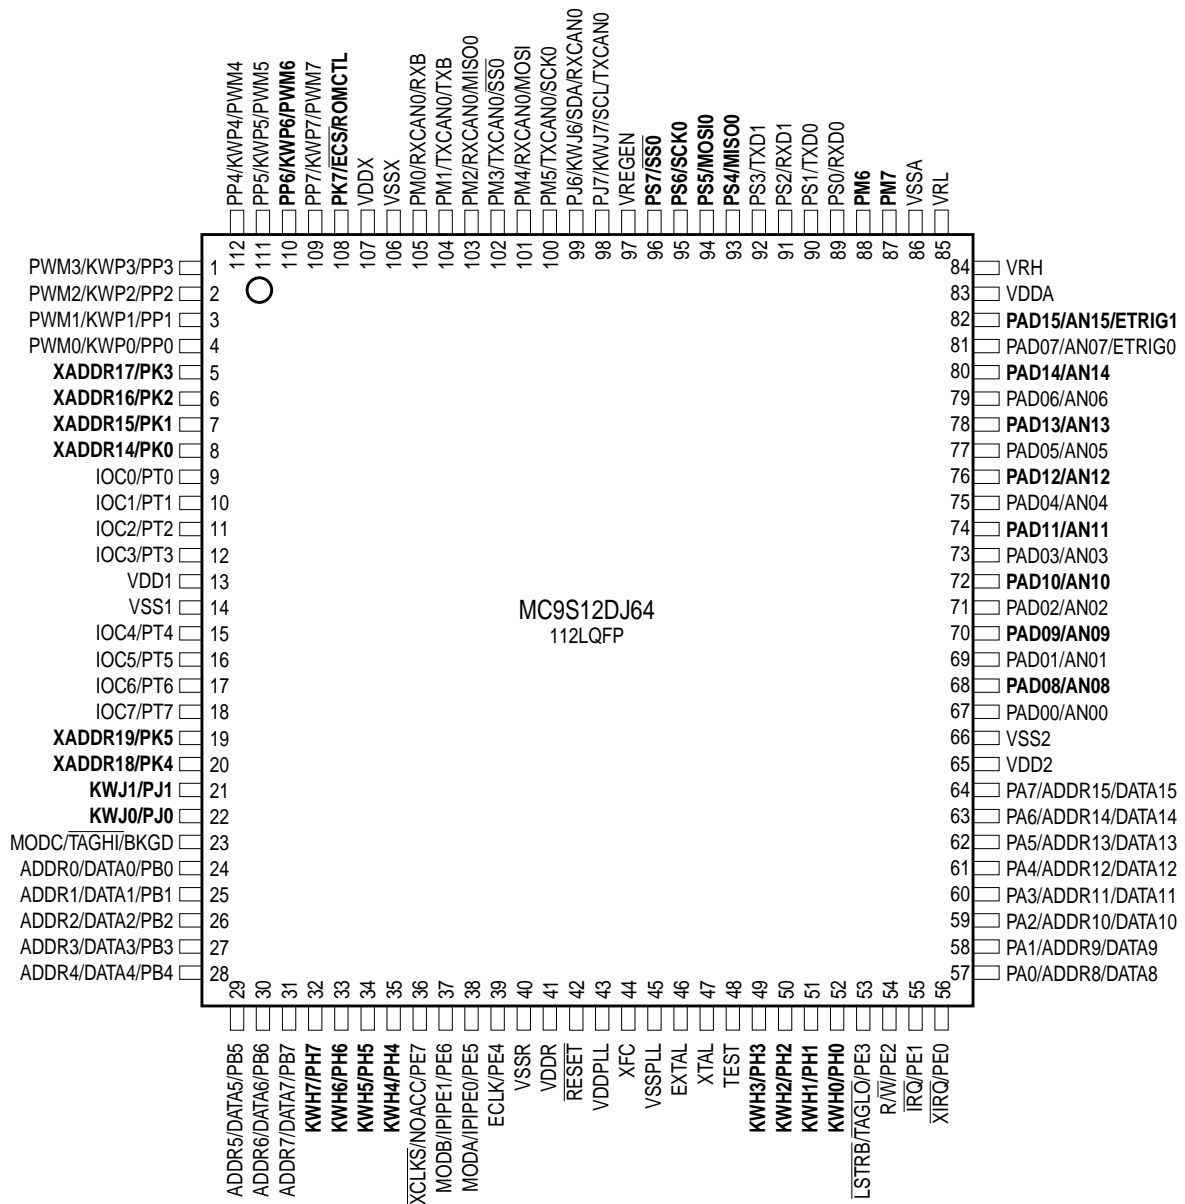 PP4/KWP4/PWM4
PP5/KWP5/PWM5
PP6/KWP6/PWM6
PP7/KWP7/PWM7
PK7/ECS/ROMCTL
VDDX
VSSX
PM0/RXCAN0/RXB
PM1/TXCAN0/TXB
PM2/RXCAN0/MISO0
PM3/TXCAN0/SS0
PM4/RXCAN0/MOSI
PM5/TXCAN0/SCK0
PJ6/KWJ6/SDA/RXCAN0
PJ7/KWJ7/SCL/TXCAN0
VREGEN
PS7/SS0
PS6/SCK0
PS5/MOSI0
PS4/MISO0
PS3/TXD1
PS2/RXD1
PS1/TXD0
PS0/RXD0
PM6
PM7
VSSA
VRL
112
111
110
109
108
107
106
105
104
103
102
101
100
99
98
97
96
95
94
93
92
91
90
89
88
87
86
85
PWM3/KWP3/PP3 1
PWM2/KWP2/PP2 2
PWM1/KWP1/PP1 3
PWM0/KWP0/PP0 4
XADDR17/PK3 5
XADDR16/PK2 6
XADDR15/PK1 7
XADDR14/PK0 8
IOC0/PT0 9
IOC1/PT1 10
IOC2/PT2 11
IOC3/PT3 12
VDD1 13
VSS1 14
IOC4/PT4 15
IOC5/PT5 16
IOC6/PT6 17
IOC7/PT7 18
XADDR19/PK5 19
XADDR18/PK4 20
KWJ1/PJ1 21
KWJ0/PJ0 22
MODC/TAGHI/BKGD 23
ADDR0/DATA0/PB0 24
ADDR1/DATA1/PB1 25
ADDR2/DATA2/PB2 26
ADDR3/DATA3/PB3 27
ADDR4/DATA4/PB4 28
MC9S12DJ64
112LQFP
84 VRH
83 VDDA
82 PAD15/AN15/ETRIG1
81 PAD07/AN07/ETRIG0
80 PAD14/AN14
79 PAD06/AN06
78 PAD13/AN13
77 PAD05/AN05
76 PAD12/AN12
75 PAD04/AN04
74 PAD11/AN11
73 PAD03/AN03
72 PAD10/AN10
71 PAD02/AN02
70 PAD09/AN09
69 PAD01/AN01
68 PAD08/AN08
67 PAD00/AN00
66 VSS2
65 VDD2
64 PA7/ADDR15/DATA15
63 PA6/ADDR14/DATA14
62 PA5/ADDR13/DATA13
61 PA4/ADDR12/DATA12
60 PA3/ADDR11/DATA11
59 PA2/ADDR10/DATA10
58 PA1/ADDR9/DATA9
57 PA0/ADDR8/DATA8
29
30
31
32
33
34
35
36
37
38
39
40
41
42
43
44
45
46
47
48
49
50
51
52
53
54
55
56
ADDR5/DATA5/PB5
ADDR6/DATA6/PB6
ADDR7/DATA7/PB7
KWH7/PH7
KWH6/PH6
KWH5/PH5
KWH4/PH4
XCLKS/NOACC/PE7
MODB/IPIPE1/PE6
MODA/IPIPE0/PE5
ECLK/PE4
VSSR
VDDR
RESET
VDDPLL
XFC
VSSPLL
EXTAL
XTAL
TEST
KWH3/PH3
KWH2/PH2
KWH1/PH1
KWH0/PH0
LSTRB/TAGLO/PE3
R/W/PE2
IRQ/PE1
XIRQ/PE0